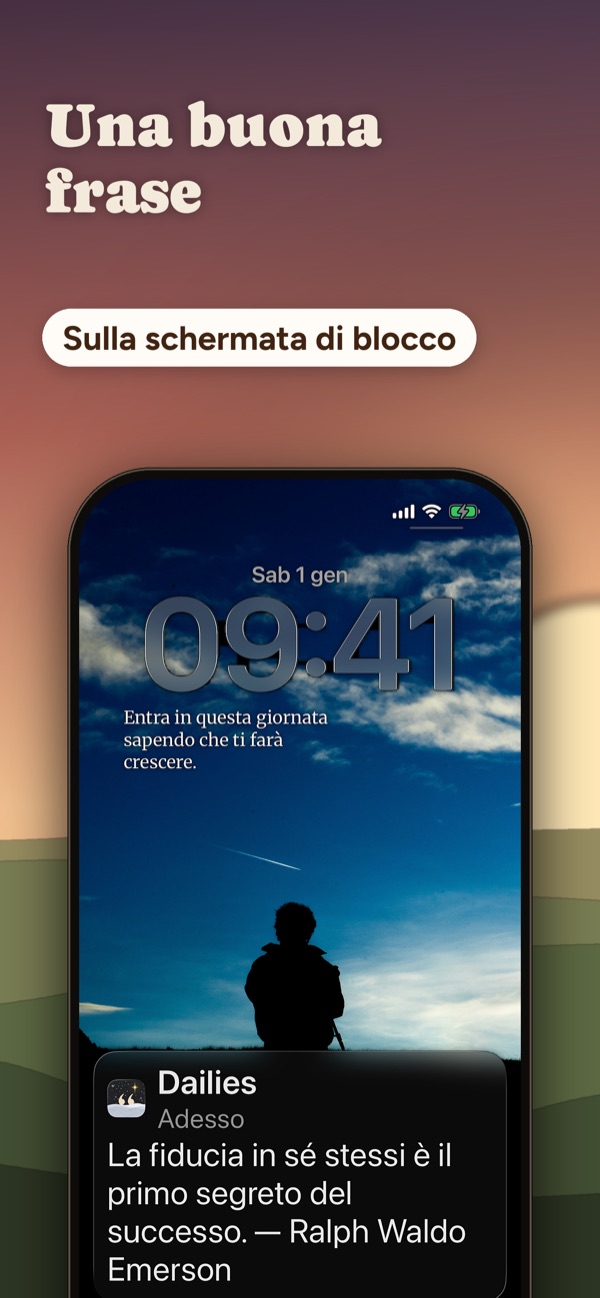 Una buona
frase
Sulla schermata di blocco
Sab 1 gen
09:41
Entra in questa giornata
sapendo che ti farà
crescere.
Dailies
Adesso
La fiducia in sé stessi è il
primo segreto del
successo. — Ralph Waldo
Emerson